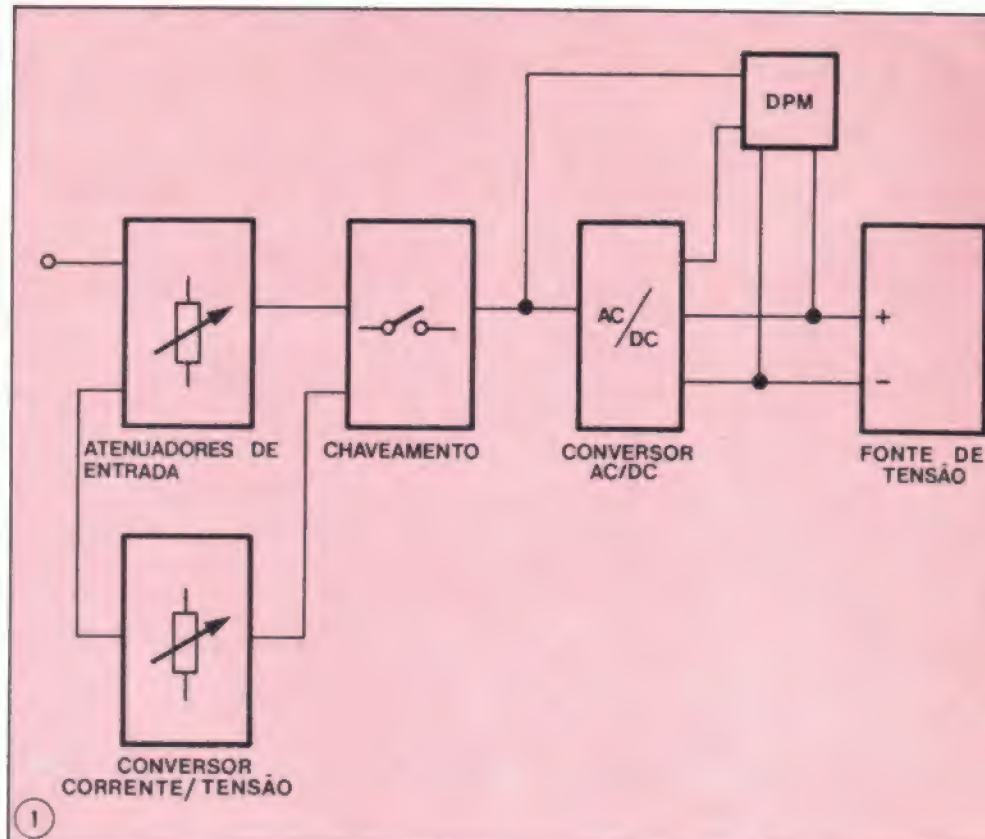 DPM
AC/
DC
+
-
ATENUADORES DE
ENTRADA
CHAVEAMENTO
CONVERSOR
AC/DC
FONTE DE
TENSÃO
CONVERSOR
CORRENTE/TENSÃO
1